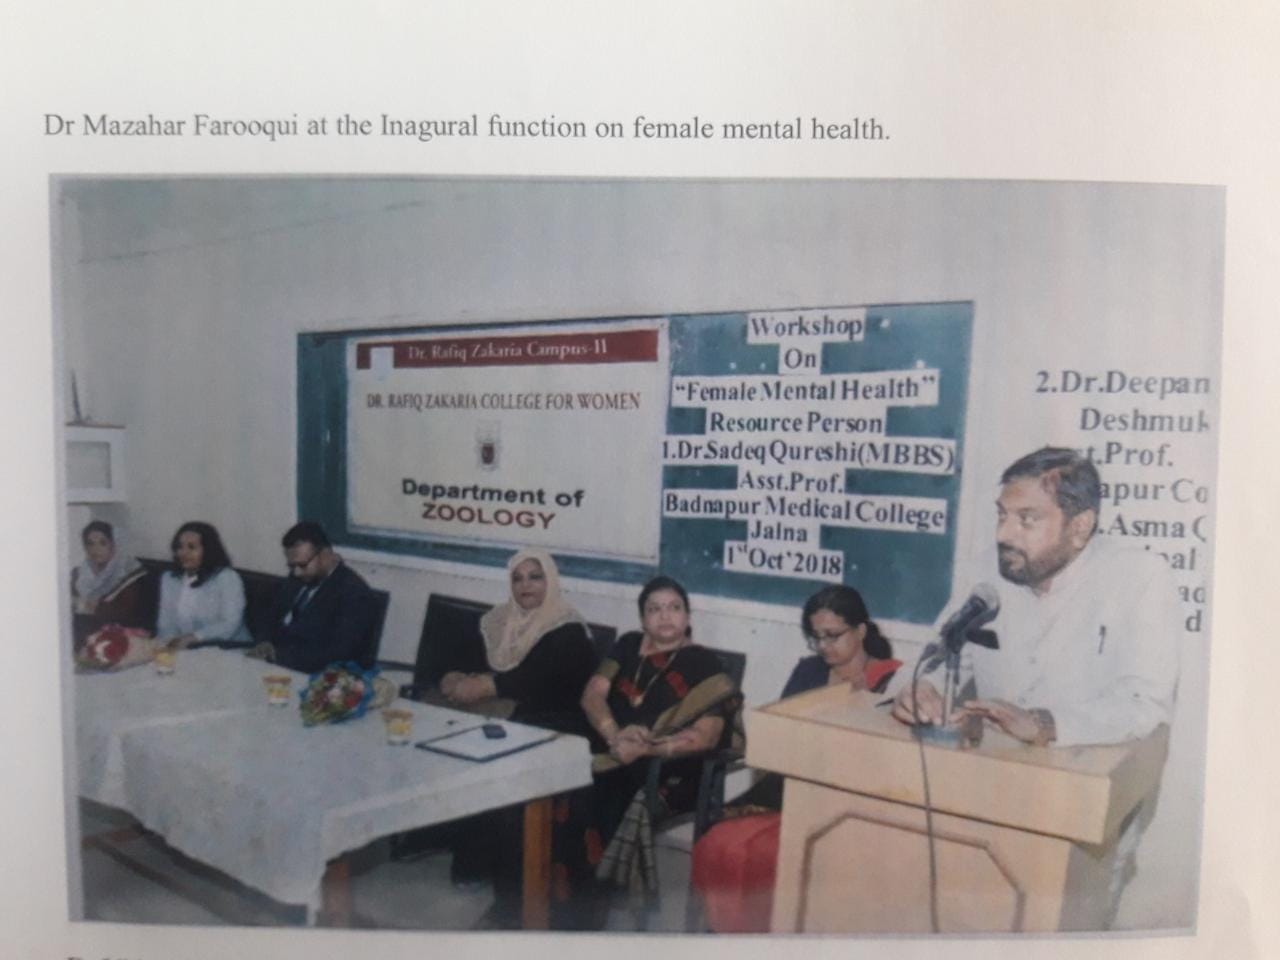 Dr Mazahar Farooqui at the Inagural function on female mental health.
Dr. Rafiq Zakaria Campus-II
DR. RAFIQ ZAKARIA COLLEGE FOR WOMEN
Department of
ZOOLOGY
Workshop
On
“Female Mental Health”
Resource Person
1.Dr.Sadeq Qureshi(MBBS)
Asst.Prof.
Badnapur Medical College
Jalna
1st Oct'2018
2.Dr.Deepan
Deshmuk
t.Prof.
apur Co
.Asma